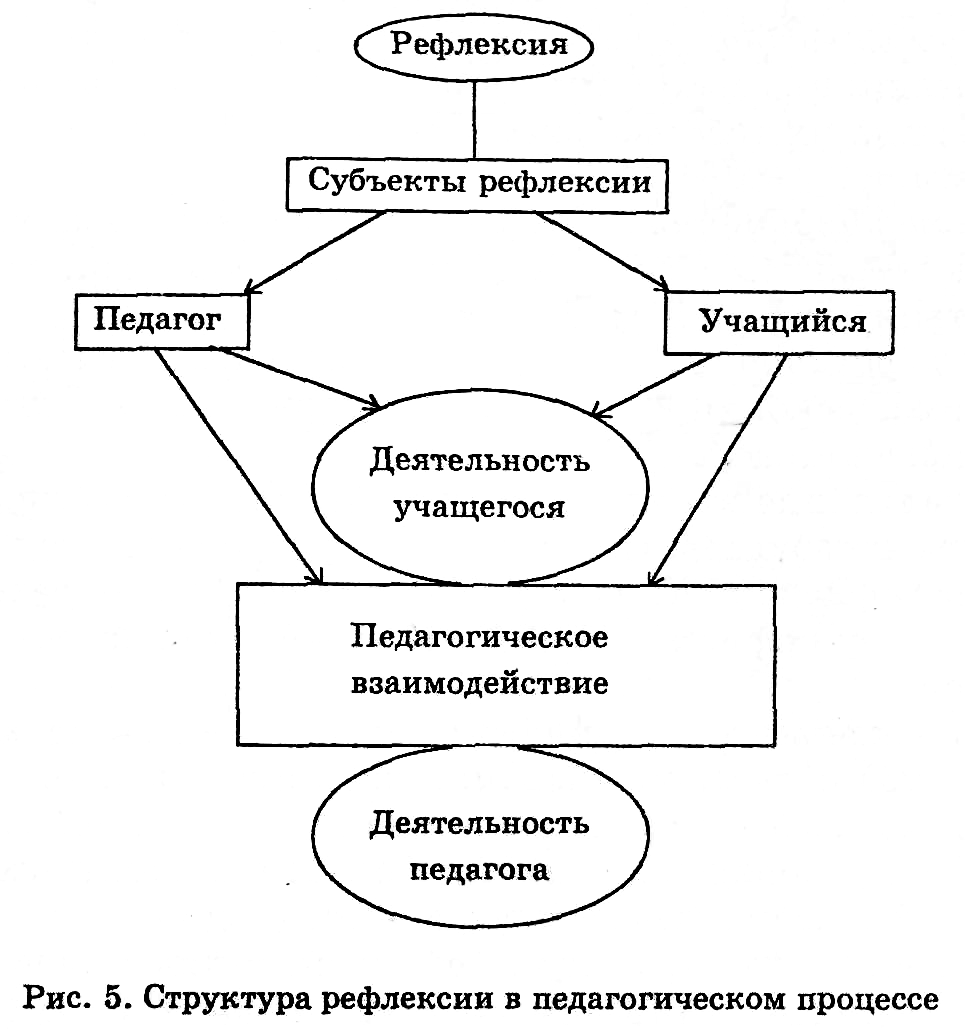 Рефлексия
Субъекты рефлексии
Педагог
Учащийся
Деятельность
учащегося
Педагогическое
взаимодействие
Деятельность
педагога
Рис. 5. Структура рефлексии в педагогическом процессе